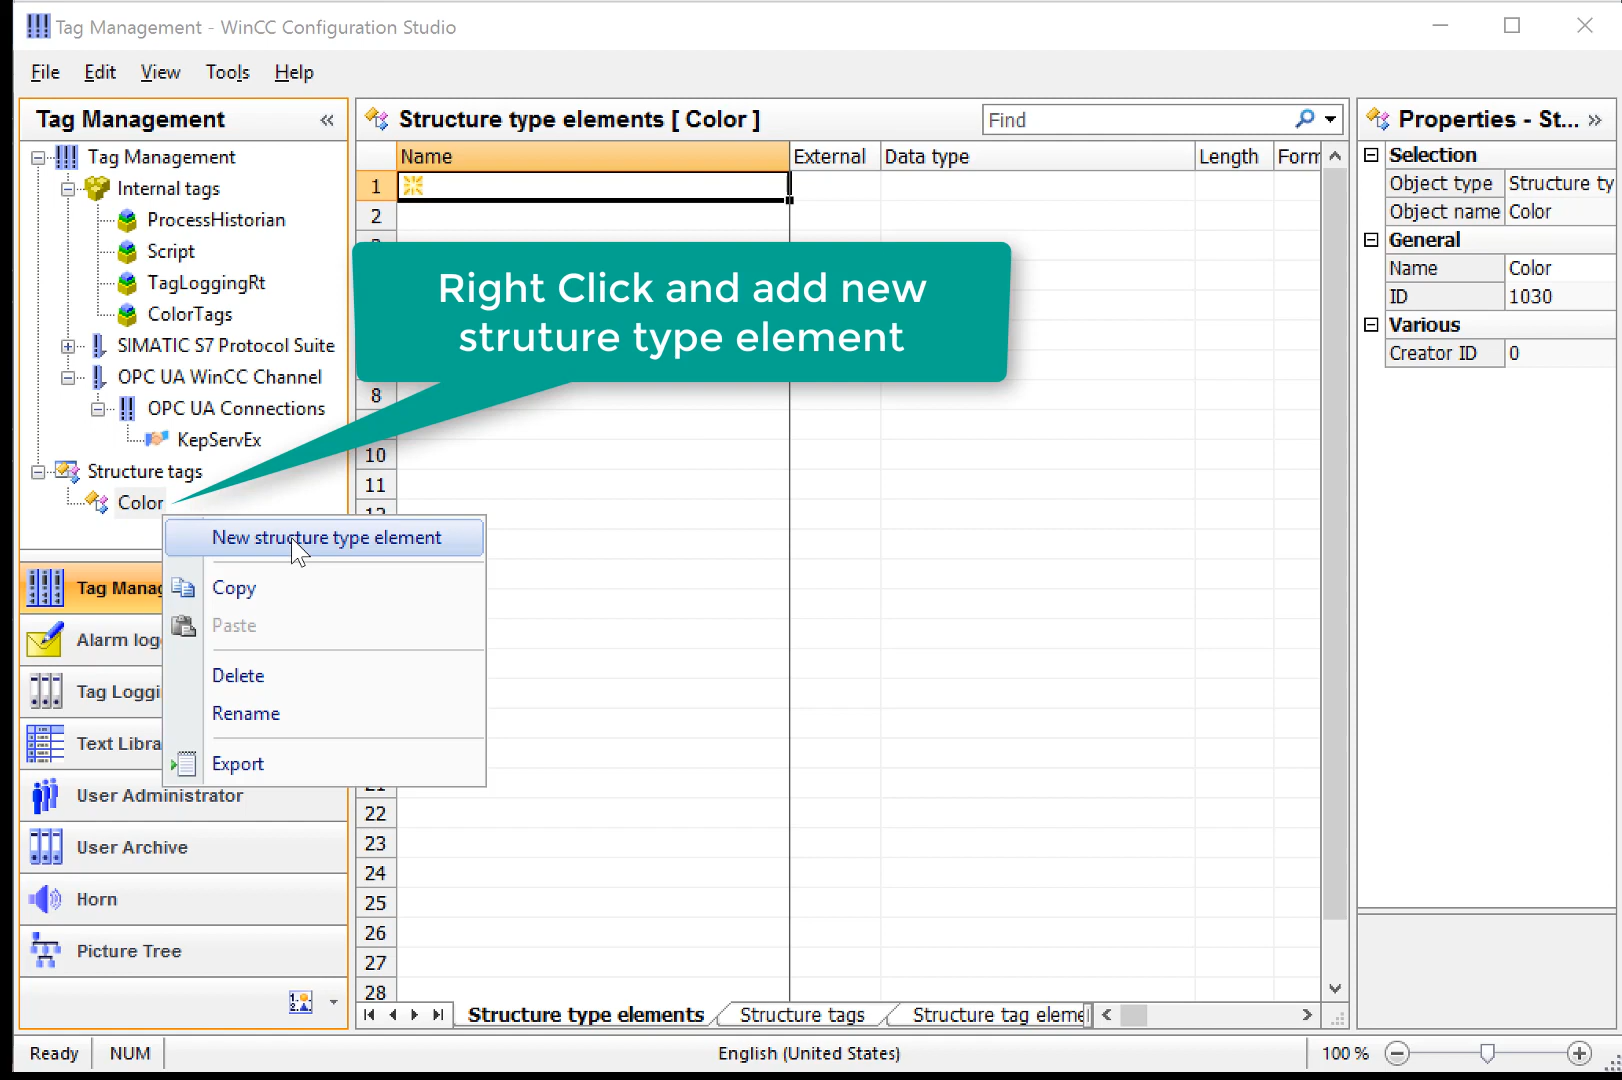 Tag Management - WinCC Configuration Studio
File Edit View Tools Help
Tag Management «
Tag Management
Internal tags
ProcessHistorian
Script
TagLoggingRt
ColorTags
SIMATIC S7 Protocol Suite
OPC UA WinCC Channel
OPC UA Connections
KepServEx
Structure tags
Color
New structure type element
Copy
Paste
Delete
Rename
Export
Tag Manag
Alarm log
Tag Loggi
Text Libra
User Administrator
User Archive
Horn
Picture Tree
Structure type elements [ Color ]
Find
Name External Data type Length Form
1
2
Right Click and add new
struture type element
8
10
11
22
23
24
25
26
27
28
Structure type elements Structure tags Structure tag eleme
Properties - St... »
Selection
Object type Structure ty
Object name Color
General
Name Color
ID 1030
Various
Creator ID 0
Ready NUM English (United States) 100 %